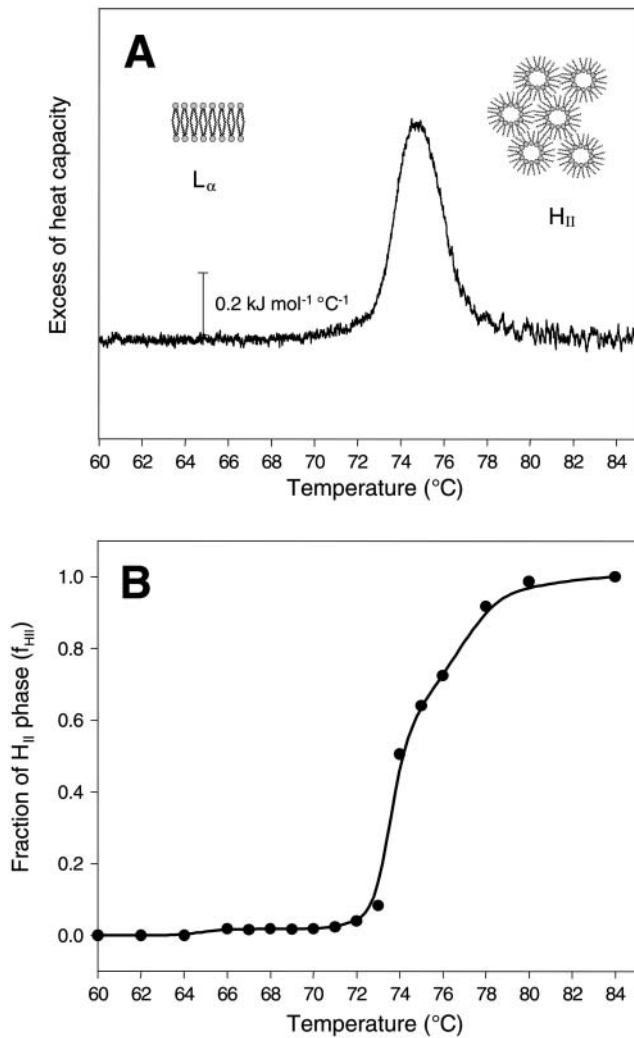 A
Lα
HII
0.2 kJ mol-1 °C-1
Excess of heat capacity
60 62 64 66 68 70 72 74 76 78 80 82 84
Temperature (°C)
B
1.0
0.8
0.6
0.4
0.2
0.0
Fraction of HII phase (fHII)
60 62 64 66 68 70 72 74 76 78 80 82 84
Temperature (°C)